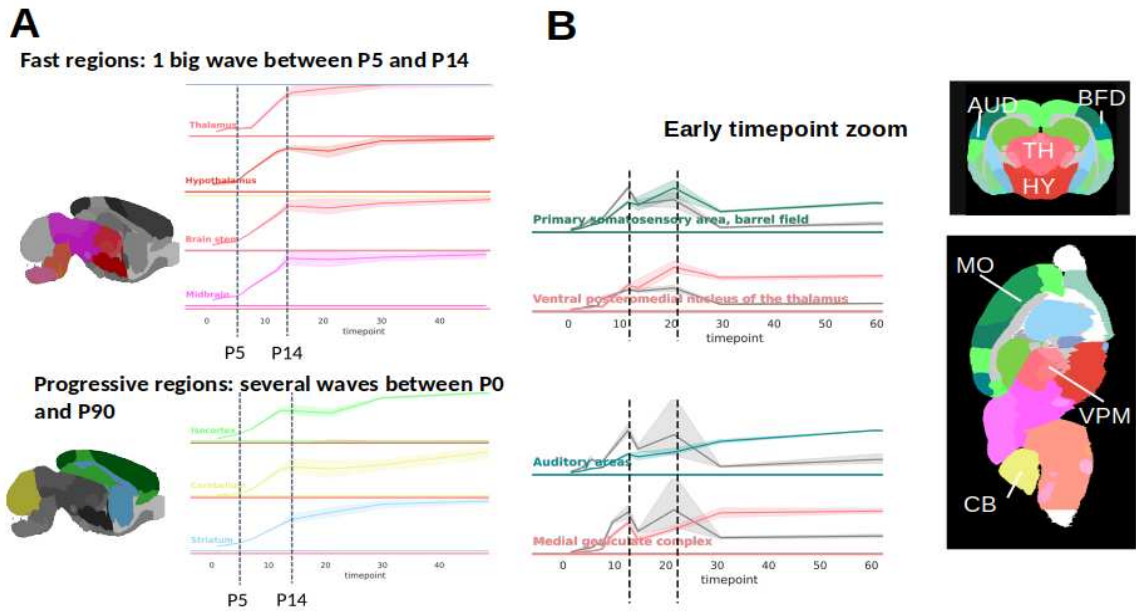 A
Fast regions: 1 big wave between P5 and P14
Thalamus
Hypothalamus
Brain stem
Midbrain
0 10 20 30 40
timepoint
P5 P14
Progressive regions: several waves between P0
and P90
Isocortex
Cerebellum
Striatum
0 10 20 30 40
timepoint
P5 P14
B
Early timepoint zoom
Primary somatosensory area, barrel field
Ventral posteromedial nucleus of the thalamus
0 10 20 30 40 50 60
timepoint
Auditory areas
Medial geniculate complex
0 10 20 30 40 50 60
timepoint
AUD BFD
TH
HY
MO
VPM
CB